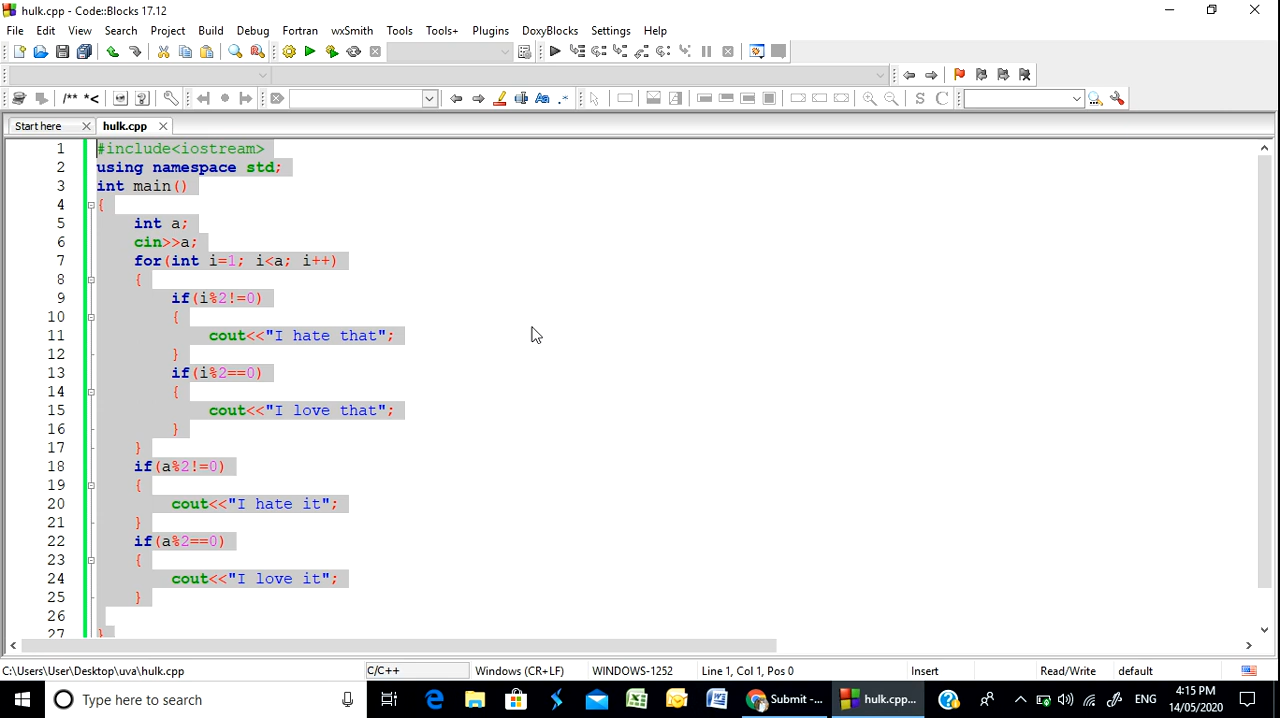 hulk.cpp - Code::Blocks 17.12
File Edit View Search Project Build Debug Fortran wxSmith Tools Tools+ Plugins DoxyBlocks Settings Help
/** *<
Aa .*
S C
Start here hulk.cpp
1 #include<iostream>
2 using namespace std;
3 int main()
4 {
5 int a;
6 cin>>a;
7 for(int i=1; i<a; i++)
8 {
9 if(i%2!=0)
10 {
11 cout<<"I hate that";
12 }
13 if(i%2==0)
14 {
15 cout<<"I love that";
16 }
17 }
18 if(a%2!=0)
19 {
20 cout<<"I hate it";
21 }
22 if(a%2==0)
23 {
24 cout<<"I love it";
25 }
26
27 }
C:\Users\User\Desktop\uva\hulk.cpp C/C++ Windows (CR+LF) WINDOWS-1252 Line 1, Col 1, Pos 0 Insert Read/Write default
Type here to search Submit -... hulk.cpp... ENG 4:15 PM
14/05/2020